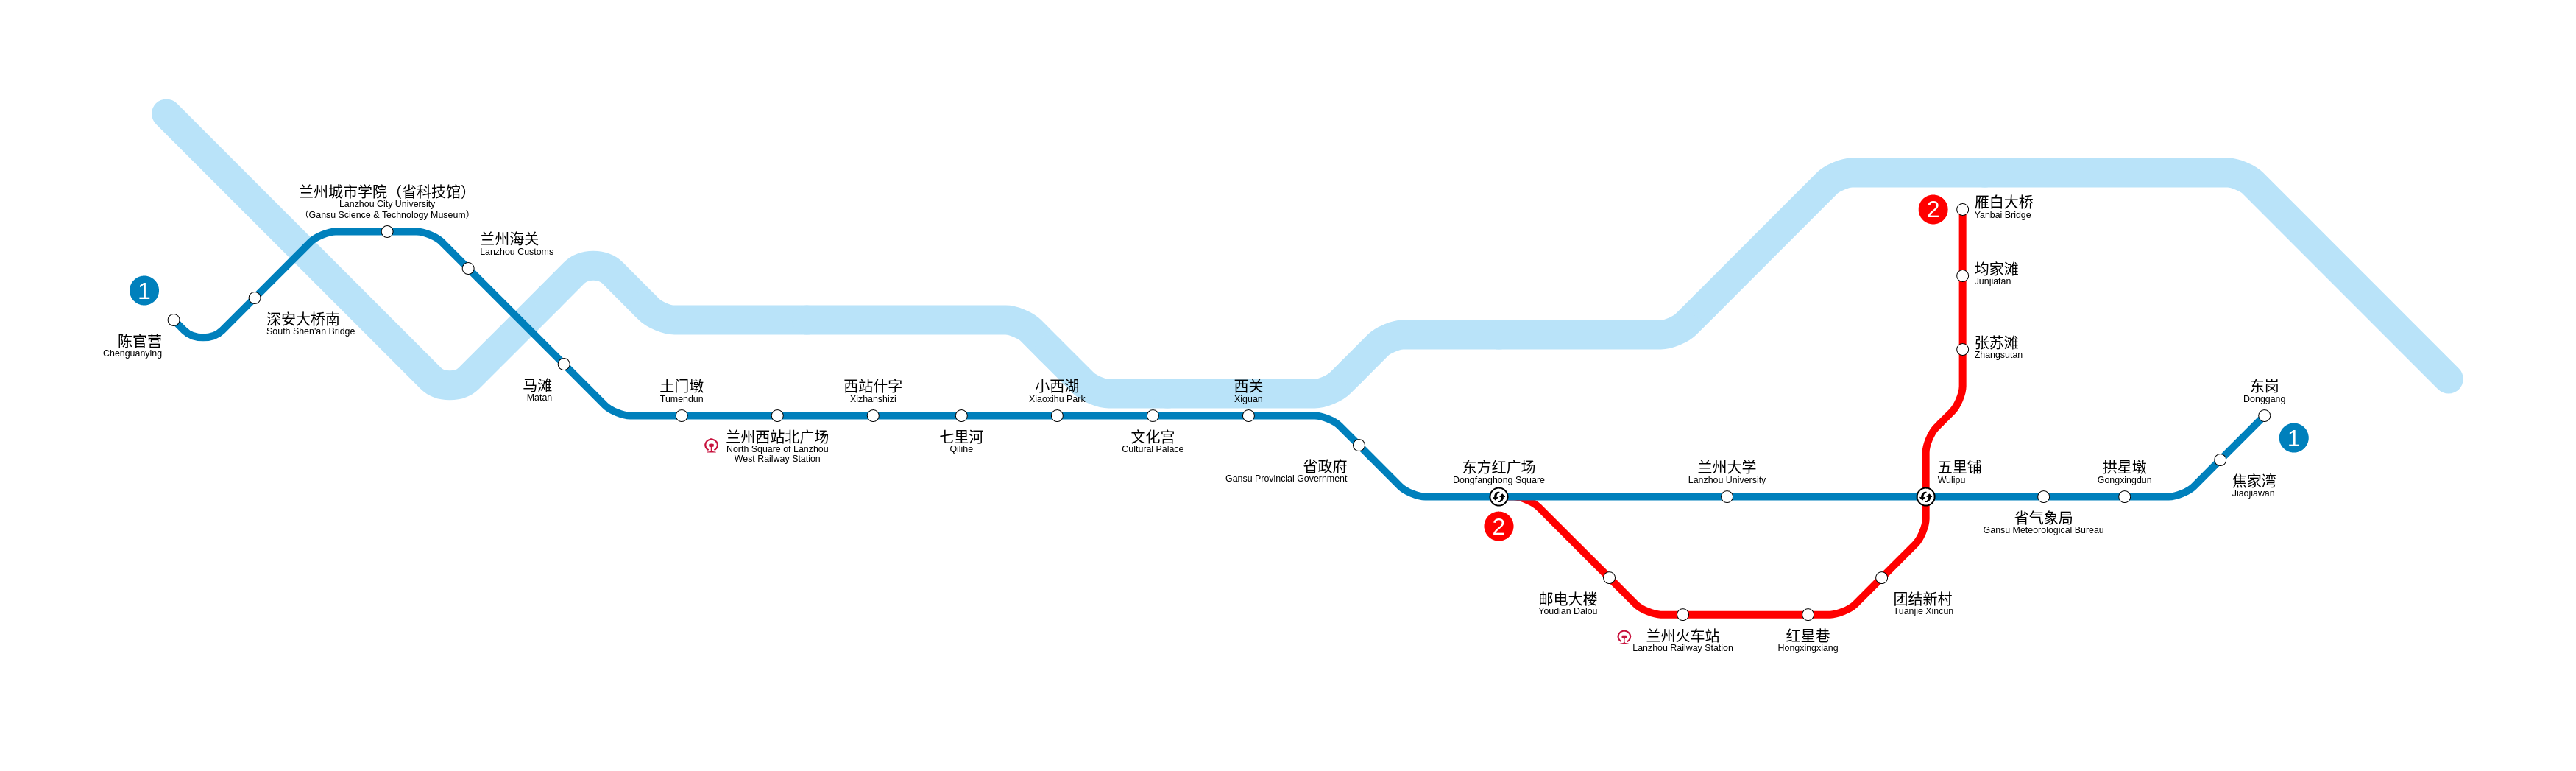 兰州城市学院（省科技馆）
Lanzhou City University
（Gansu Science & Technology Museum）
兰州海关
Lanzhou Customs
1
陈官营
Chenguanying
深安大桥南
South Shen'an Bridge
马滩
Matan
土门墩
Tumendun
兰州西站北广场
North Square of Lanzhou
West Railway Station
西站什字
Xizhanshizi
七里河
Qilihe
小西湖
Xiaoxihu Park
文化宫
Cultural Palace
西关
Xiguan
省政府
Gansu Provincial Government
东方红广场
Dongfanghong Square
2
兰州大学
Lanzhou University
五里铺
Wulipu
省气象局
Gansu Meteorological Bureau
拱星墩
Gongxingdun
焦家湾
Jiaojiawan
东岗
Donggang
1
2
雁白大桥
Yanbai Bridge
均家滩
Junjiatan
张苏滩
Zhangsutan
团结新村
Tuanjie Xincun
红星巷
Hongxingxiang
兰州火车站
Lanzhou Railway Station
邮电大楼
Youdian Dalou